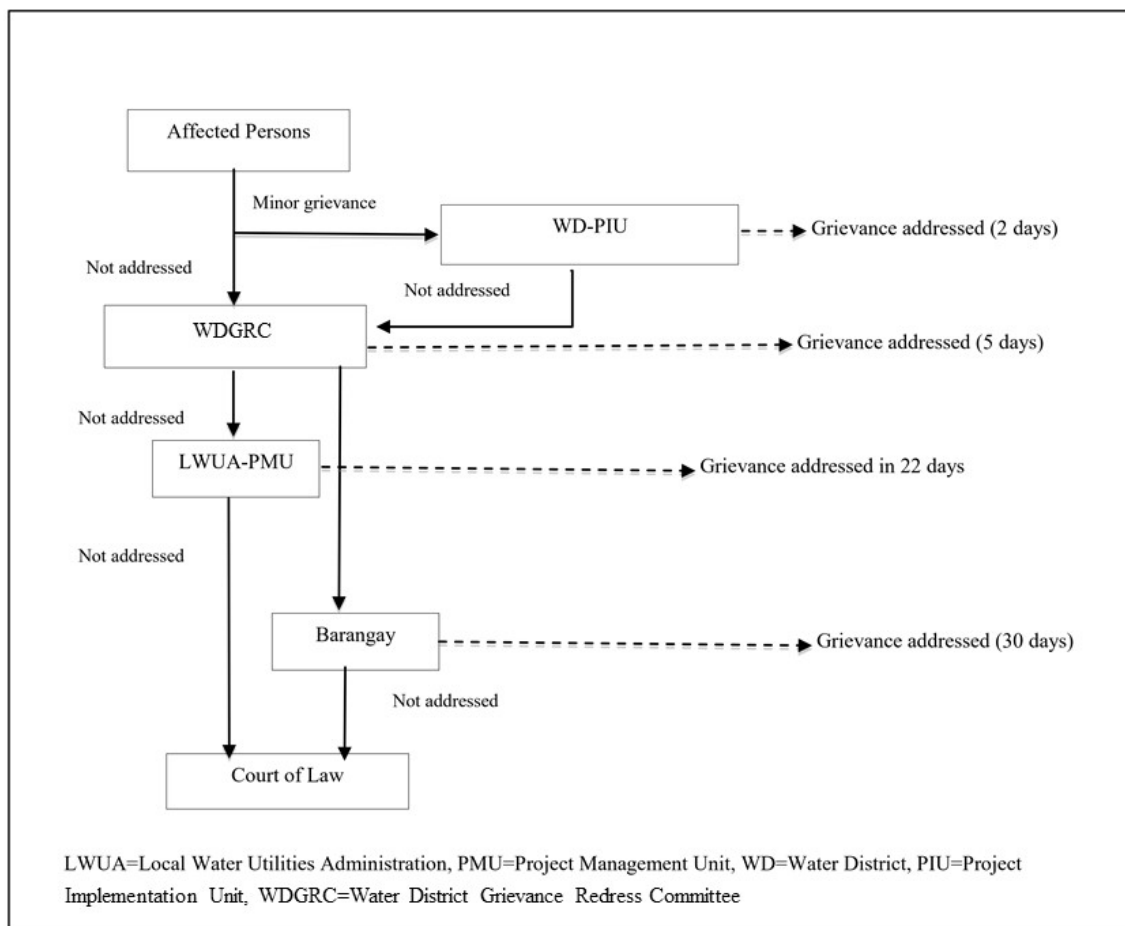 Affected Persons
Minor grievance
WD-PIU
Grievance addressed (2 days)
Not addressed
Not addressed
WDGRC
Grievance addressed (5 days)
Not addressed
LWUA-PMU
Grievance addressed in 22 days
Not addressed
Barangay
Grievance addressed (30 days)
Not addressed
Court of Law
LWUA=Local Water Utilities Administration, PMU=Project Management Unit, WD=Water District, PIU=Project
Implementation Unit, WDGRC=Water District Grievance Redress Committee